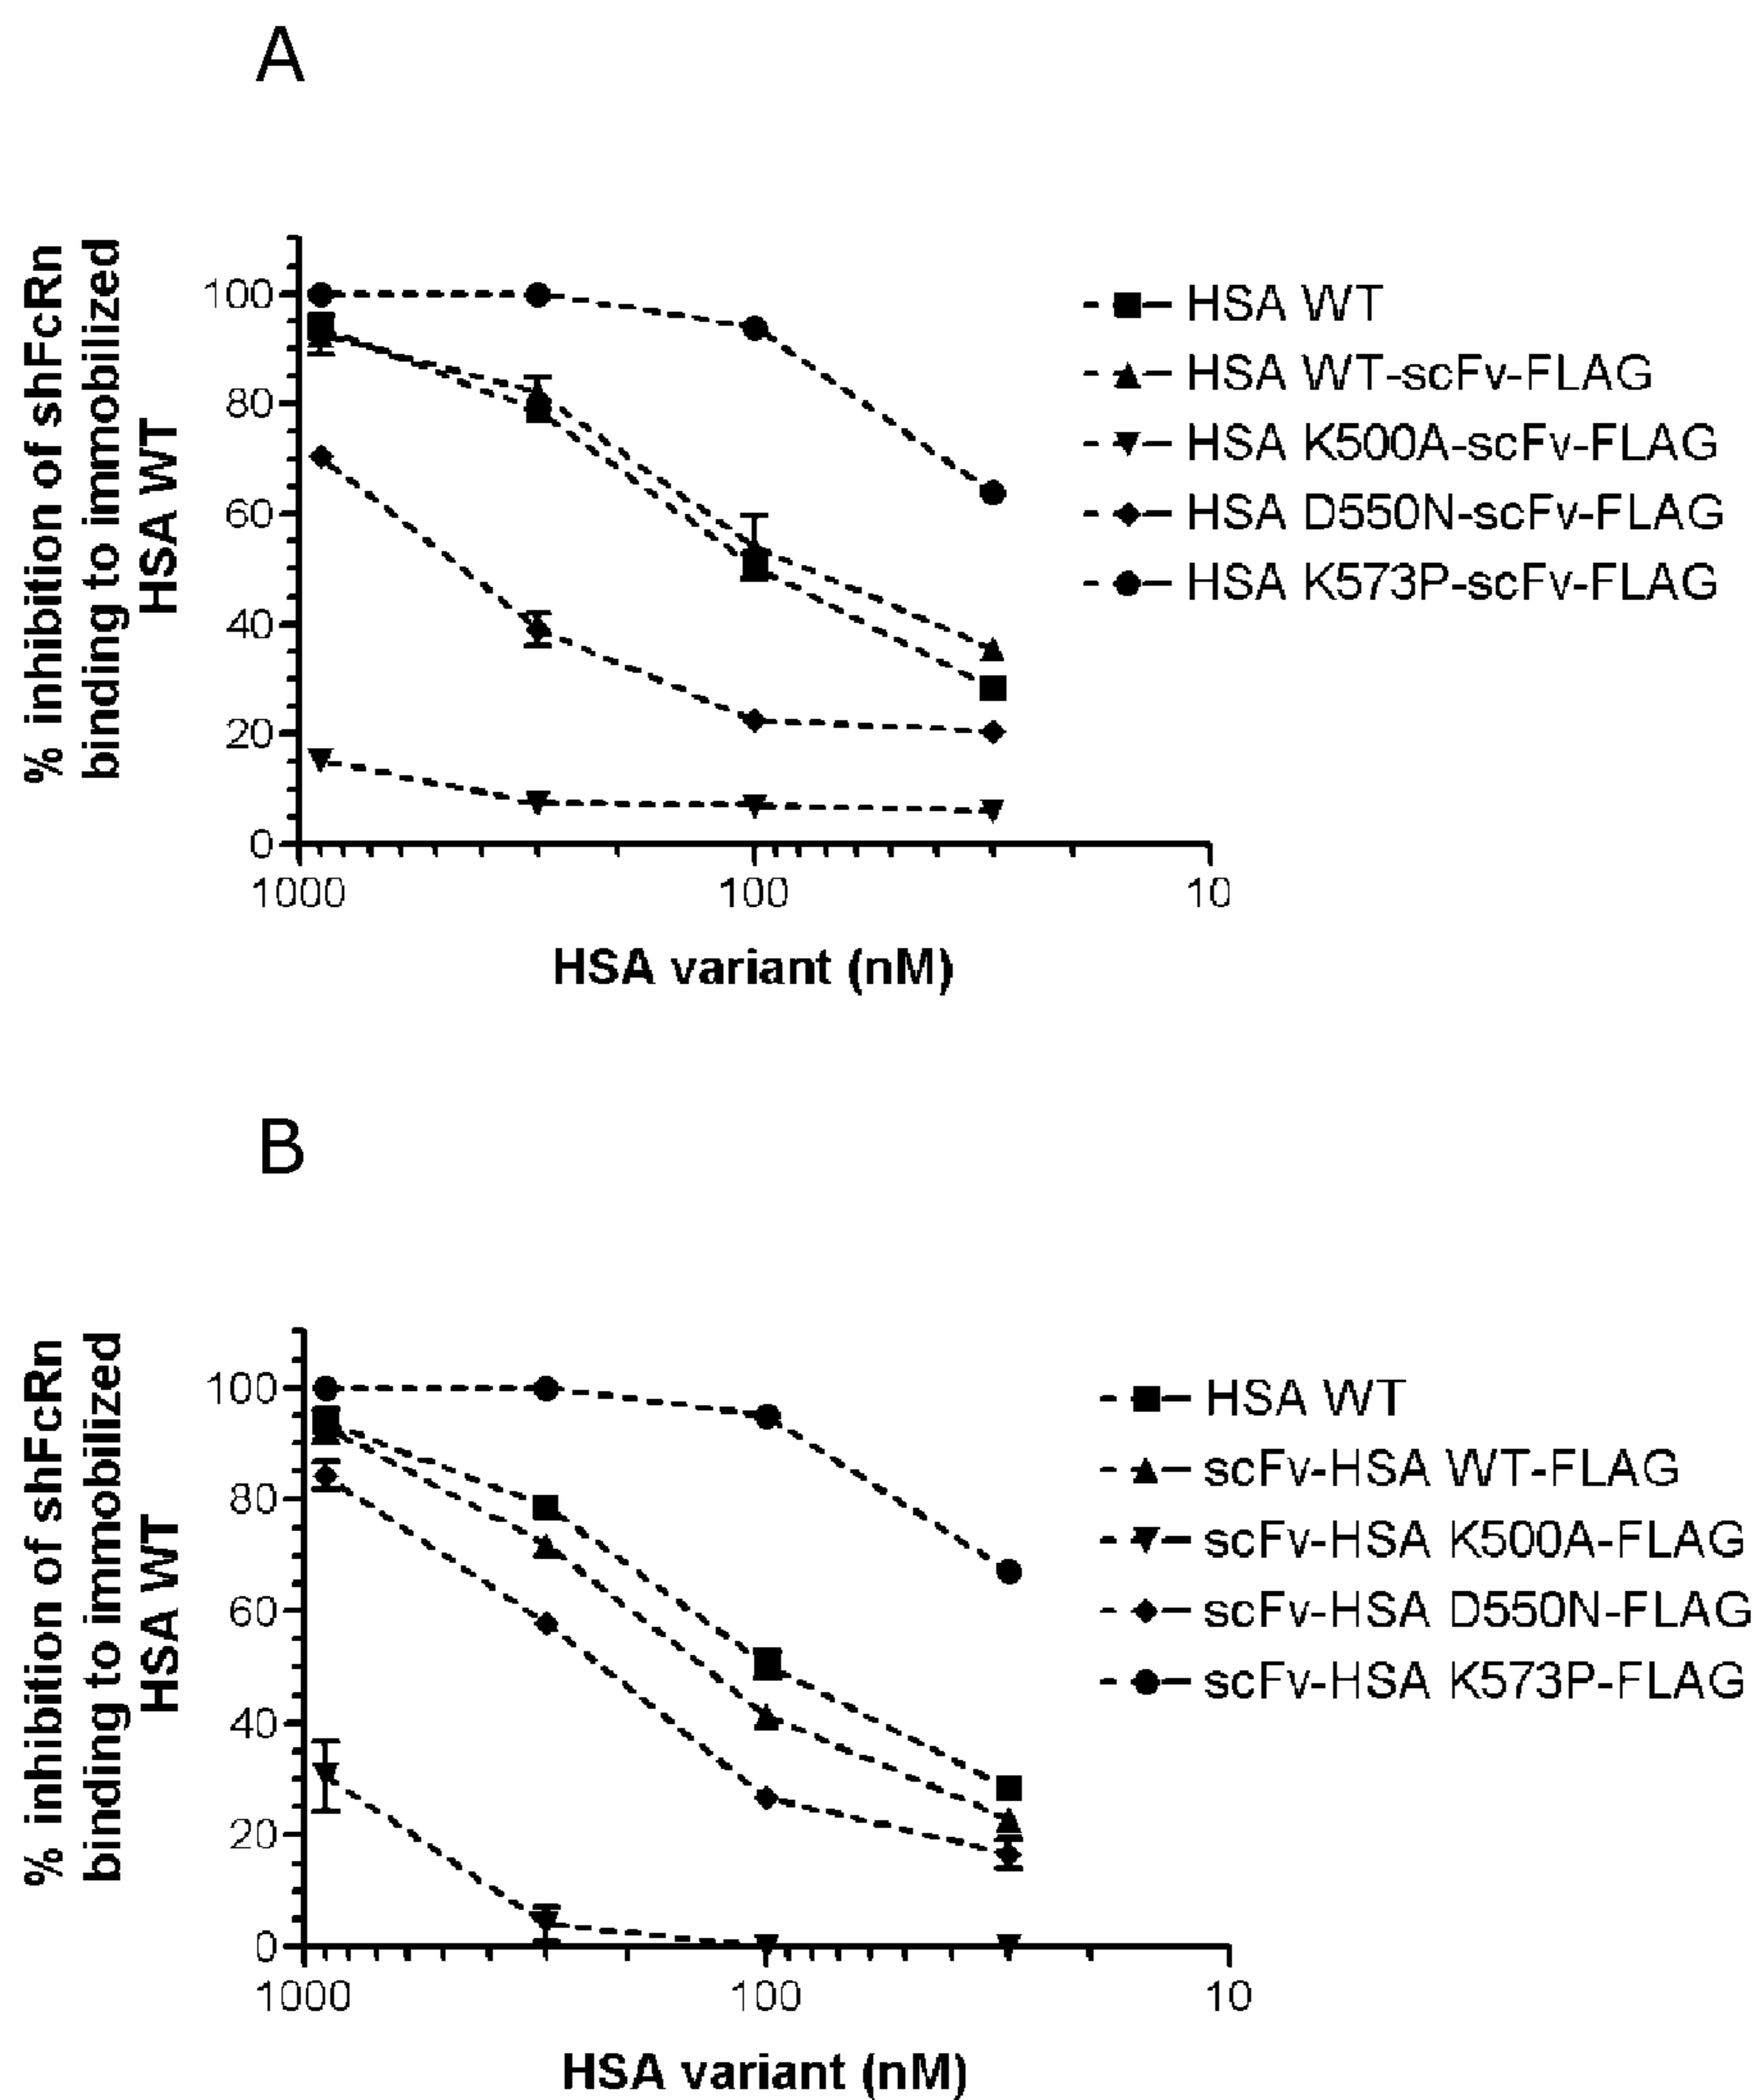 A
% inhibition of shFcRn
binding to immobilized
HSA WT
100
80
60
40
20
0
1000
100
10
HSA variant (nM)
HSA WT
HSA WT-scFv-FLAG
HSA K500A-scFv-FLAG
HSA D550N-scFv-FLAG
HSA K573P-scFv-FLAG
B
% inhibition of shFcRn
binding to immobilized
HSA WT
100
80
60
40
20
0
1000
100
10
HSA variant (nM)
HSA WT
scFv-HSA WT-FLAG
scFv-HSA K500A-FLAG
scFv-HSA D550N-FLAG
scFv-HSA K573P-FLAG